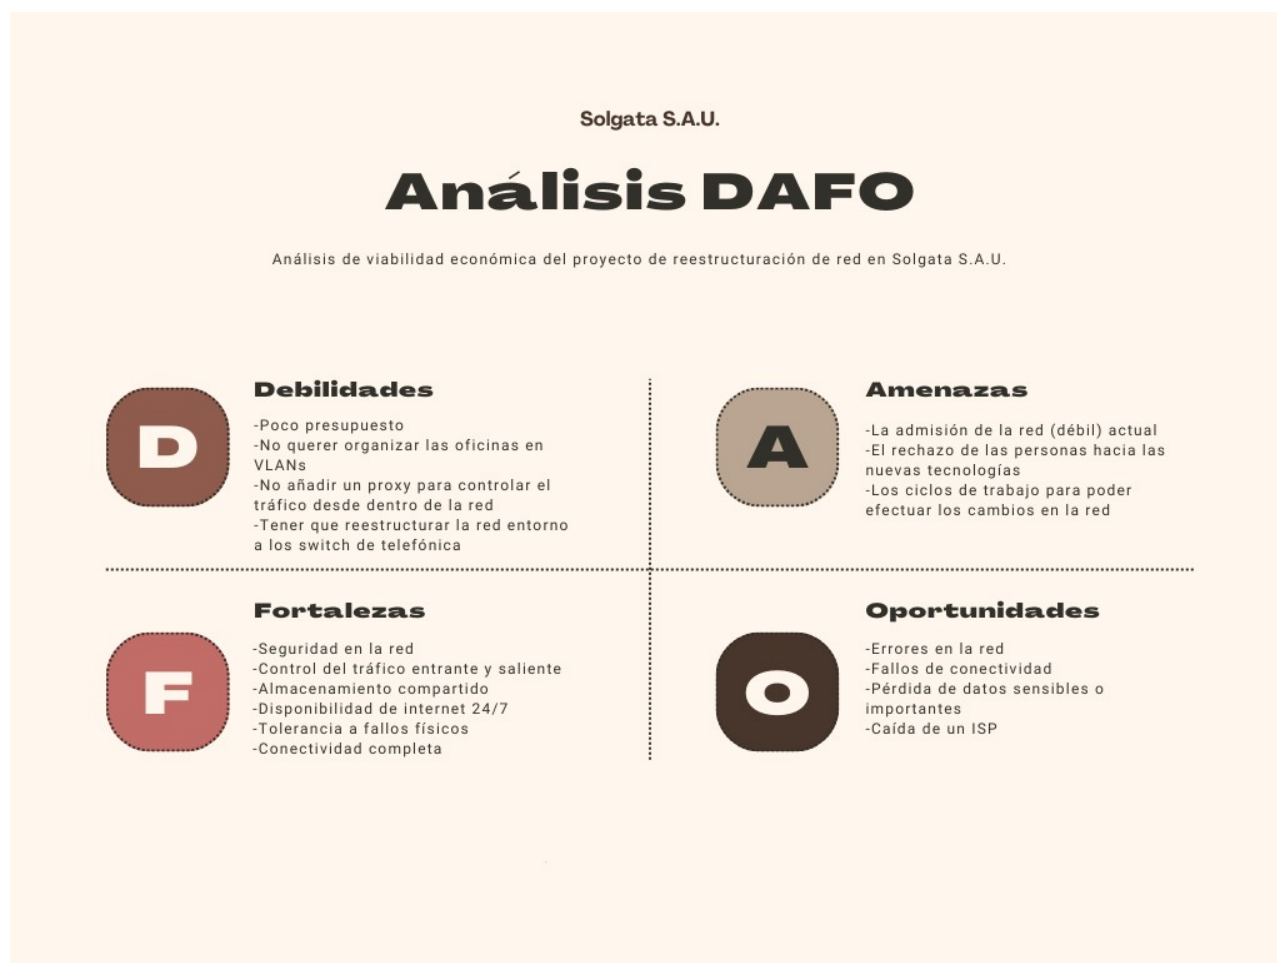 Solgata S.A.U.
Análisis DAFO
Análisis de viabilidad económica del proyecto de reestructuración de red en Solgata S.A.U.
D
Debilidades
-Poco presupuesto
-No querer organizar las oficinas en
VLANs
-No añadir un proxy para controlar el
tráfico desde dentro de la red
-Tener que reestructurar la red entorno
a los switch de telefónica
A
Amenazas
-La admisión de la red (débil) actual
-El rechazo de las personas hacia las
nuevas tecnologías
-Los ciclos de trabajo para poder
efectuar los cambios en la red
F
Fortalezas
-Seguridad en la red
-Control del tráfico entrante y saliente
-Almacenamiento compartido
-Disponibilidad de internet 24/7
-Tolerancia a fallos físicos
-Conectividad completa
O
Oportunidades
-Errores en la red
-Fallos de conectividad
-Pérdida de datos sensibles o
importantes
-Caída de un ISP